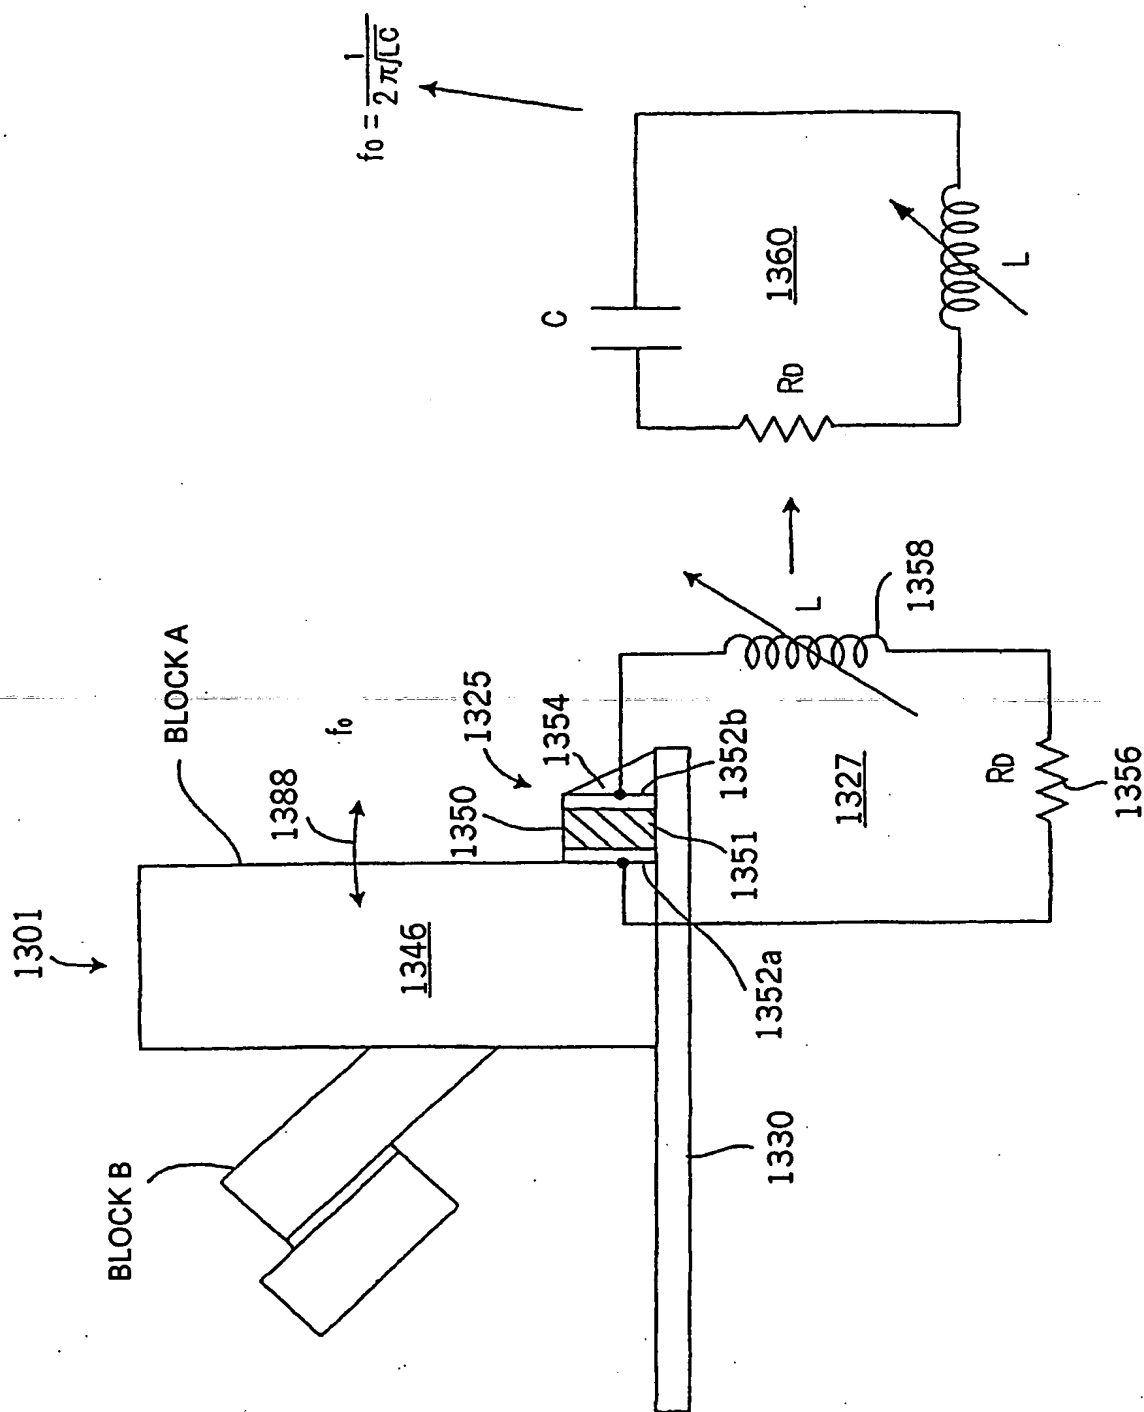 1301
BLOCK A
BLOCK B
1388
f₀
1346
1350
1325
1354
1352b
1351
1352a
1330
1327
L
1358
RD
1356
C
RD
1360
L
f₀ = 1 / 2π√LC